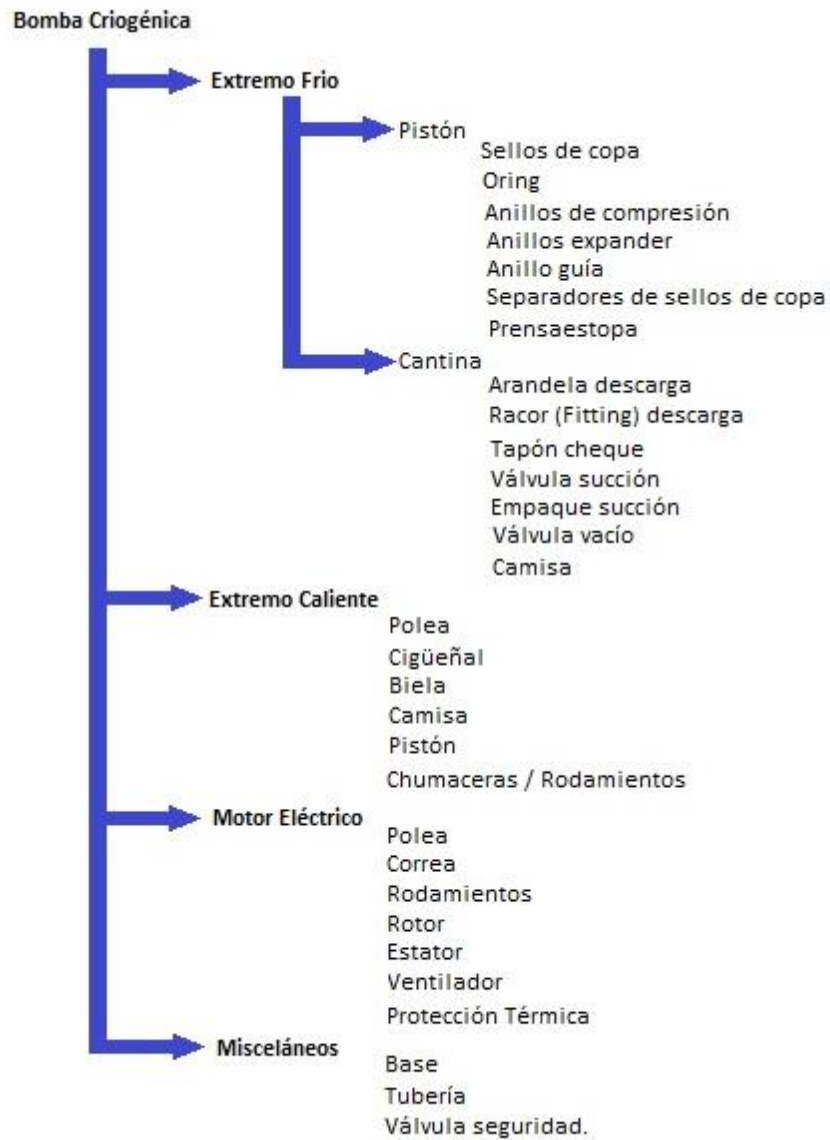 Bomba Criogénica
Extremo Frio
Pistón
Sellos de copa
Oring
Anillos de compresión
Anillos expander
Anillo guía
Separadores de sellos de copa
Prensaestopa
Cantina
Arandela descarga
Racor (Fitting) descarga
Tapón cheque
Válvula succión
Empaque succión
Válvula vacío
Camisa
Extremo Caliente
Polea
Cigüeñal
Biela
Camisa
Pistón
Chumaceras / Rodamientos
Motor Eléctrico
Polea
Correa
Rodamientos
Rotor
Estator
Ventilador
Protección Térmica
Misceláneos
Base
Tubería
Válvula seguridad.